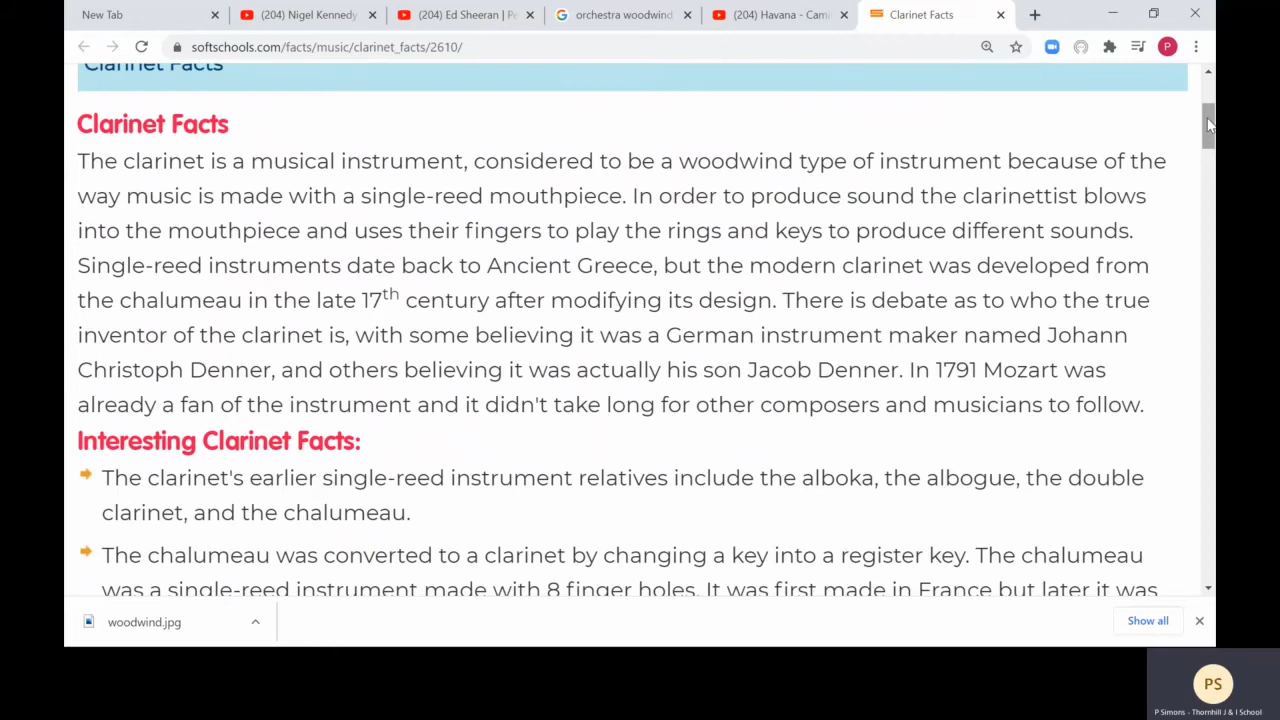 New Tab
(204) Nigel Kennedy
(204) Ed Sheeran | Pe
orchestra woodwind
(204) Havana - Cami
Clarinet Facts
softschools.com/facts/music/clarinet_facts/2610/
P
Clarinet Facts
Clarinet Facts
The clarinet is a musical instrument, considered to be a woodwind type of instrument because of the
way music is made with a single-reed mouthpiece. In order to produce sound the clarinettist blows
into the mouthpiece and uses their fingers to play the rings and keys to produce different sounds.
Single-reed instruments date back to Ancient Greece, but the modern clarinet was developed from
the chalumeau in the late 17th century after modifying its design. There is debate as to who the true
inventor of the clarinet is, with some believing it was a German instrument maker named Johann
Christoph Denner, and others believing it was actually his son Jacob Denner. In 1791 Mozart was
already a fan of the instrument and it didn't take long for other composers and musicians to follow.
Interesting Clarinet Facts:
The clarinet's earlier single-reed instrument relatives include the alboka, the albogue, the double
clarinet, and the chalumeau.
The chalumeau was converted to a clarinet by changing a key into a register key. The chalumeau
was a single-reed instrument made with 8 finger holes. It was first made in France but later it was
woodwind.jpg
Show all
PS
P Simons - Thornhill J & I School